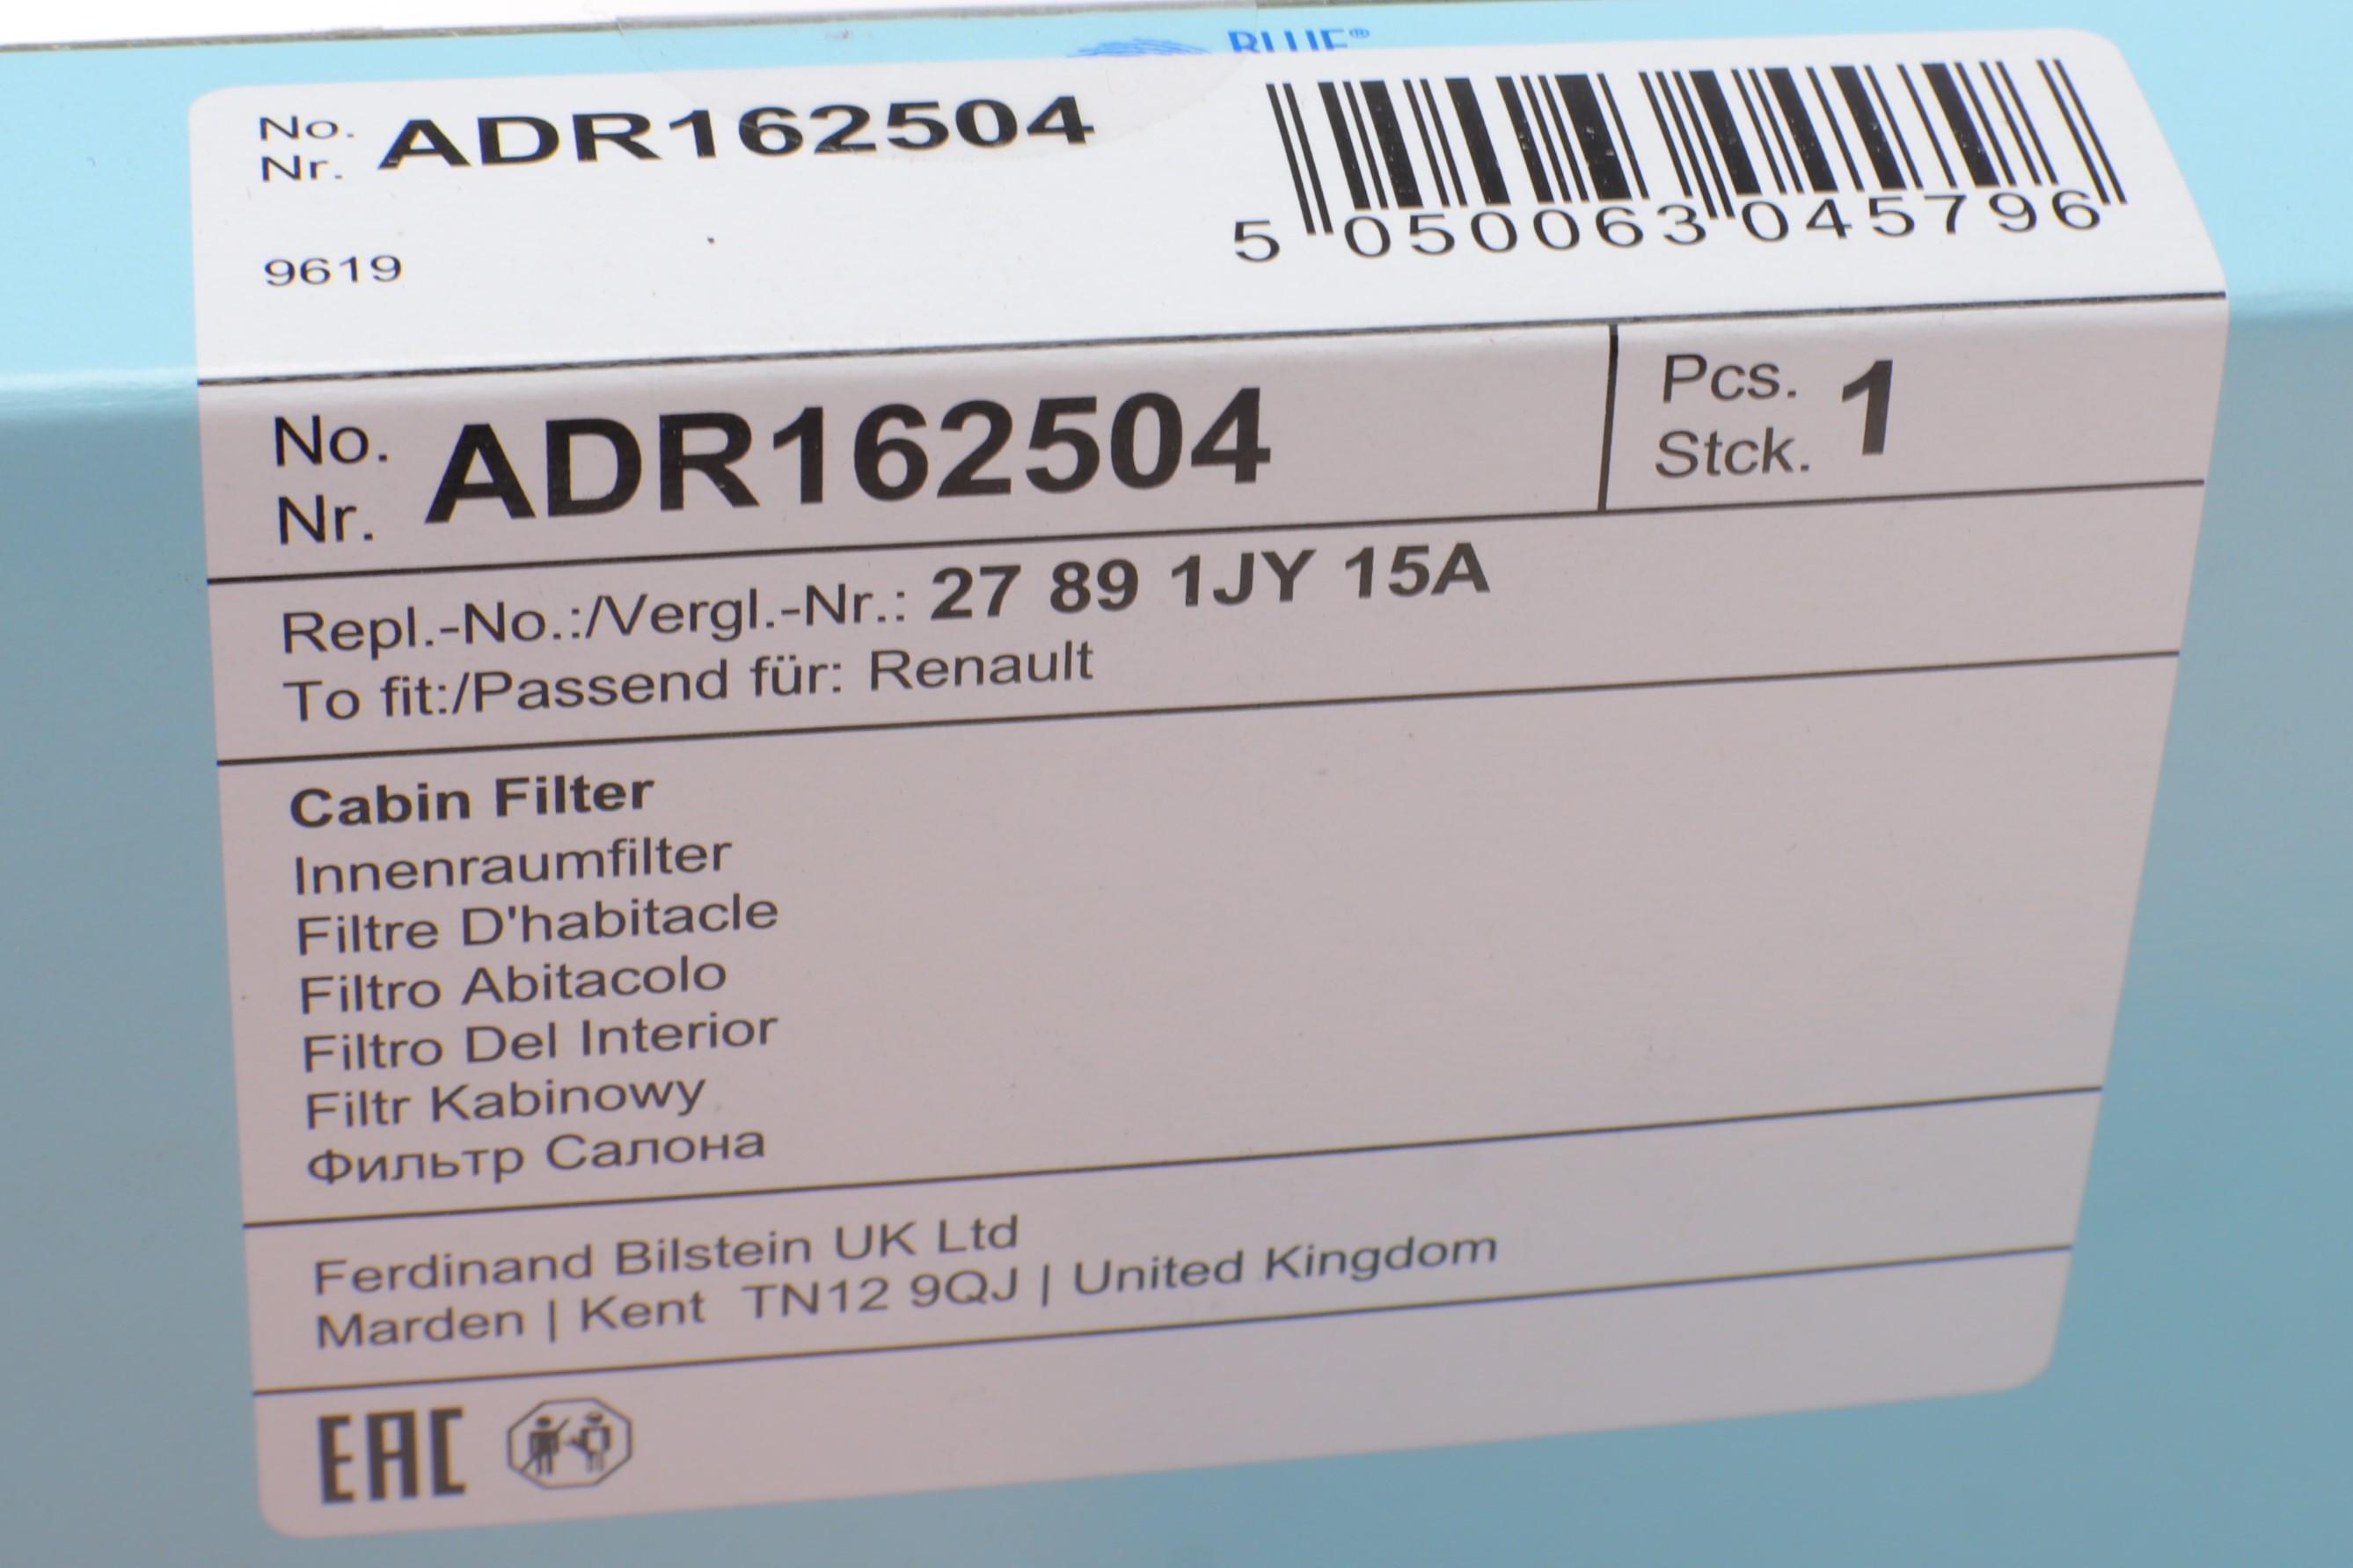 BLUE®
No.
Nr. ADR162504
5 050063 045796
9619
No.
Nr. ADR162504
Pcs.
Stck. 1
Repl.-No.:/Vergl.-Nr.: 27 89 1JY 15A
To fit:/Passend für: Renault
Cabin Filter
Innenraumfilter
Filtre D'habitacle
Filtro Abitacolo
Filtro Del Interior
Filtr Kabinowy
Фильтр Салона
Ferdinand Bilstein UK Ltd
Marden | Kent TN12 9QJ | United Kingdom
EAC